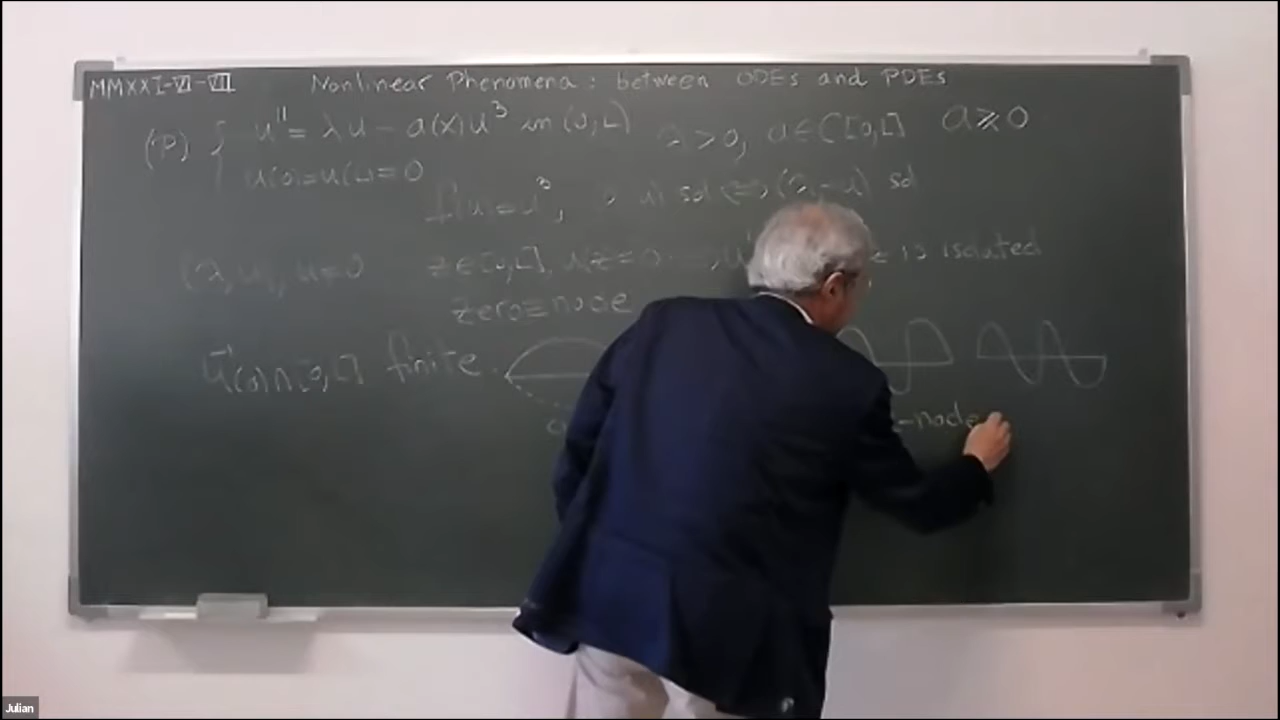 MMXXI-VI-VII Nonlinear Phenomena: between ODEs and PDEs
(P) { -u'' = λu - a(x)u³ in (0,L) λ>0, a∈C[0,L] a≥0
u(0)=u(L)=0
f(u)=u³, (λ,u) sol ⇔ (λ,-u) sol
(λ,u), u≠0 z∈[0,L], u(z)=0 is isolated
zero≡node
u⁻¹(0)∩[0,L] finite.
-node
Julian